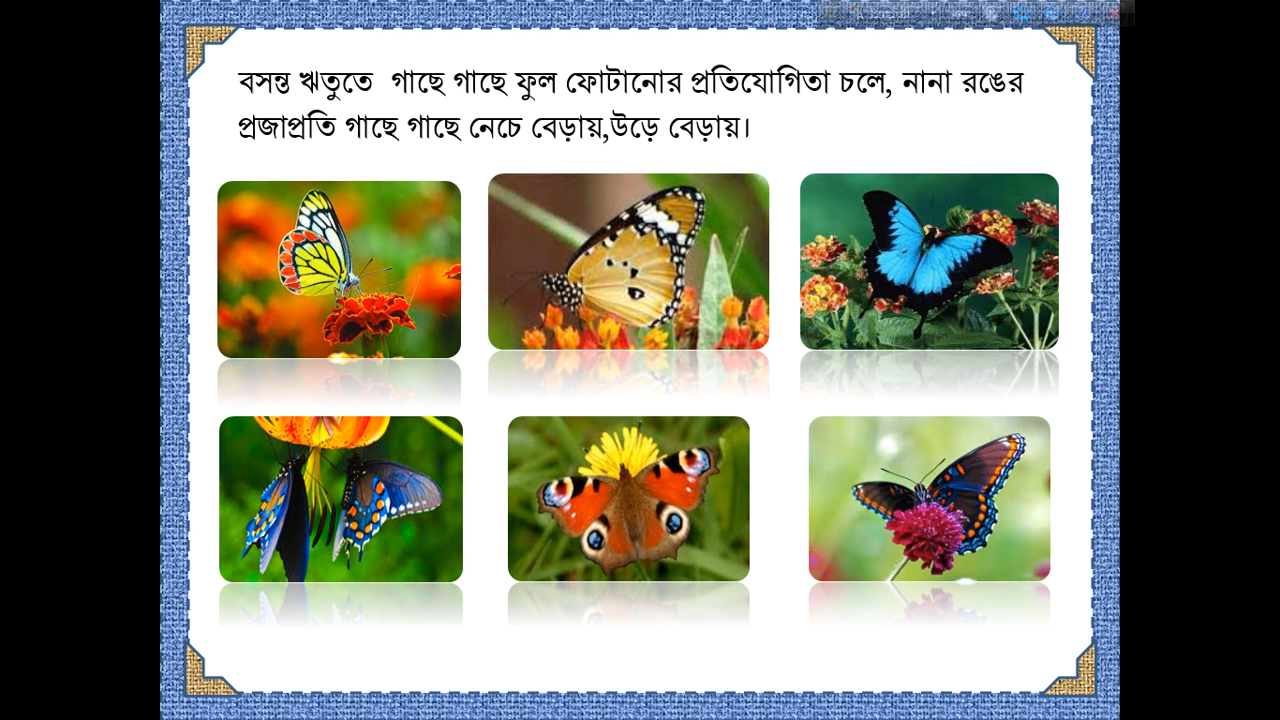 বসন্ত ঋতুতে  গাছে গাছে ফুল ফোটানোর প্রতিযোগিতা চলে, নানা রঙের
প্রজাপ্রতি গাছে গাছে নেচে বেড়ায়,উড়ে বেড়ায়।